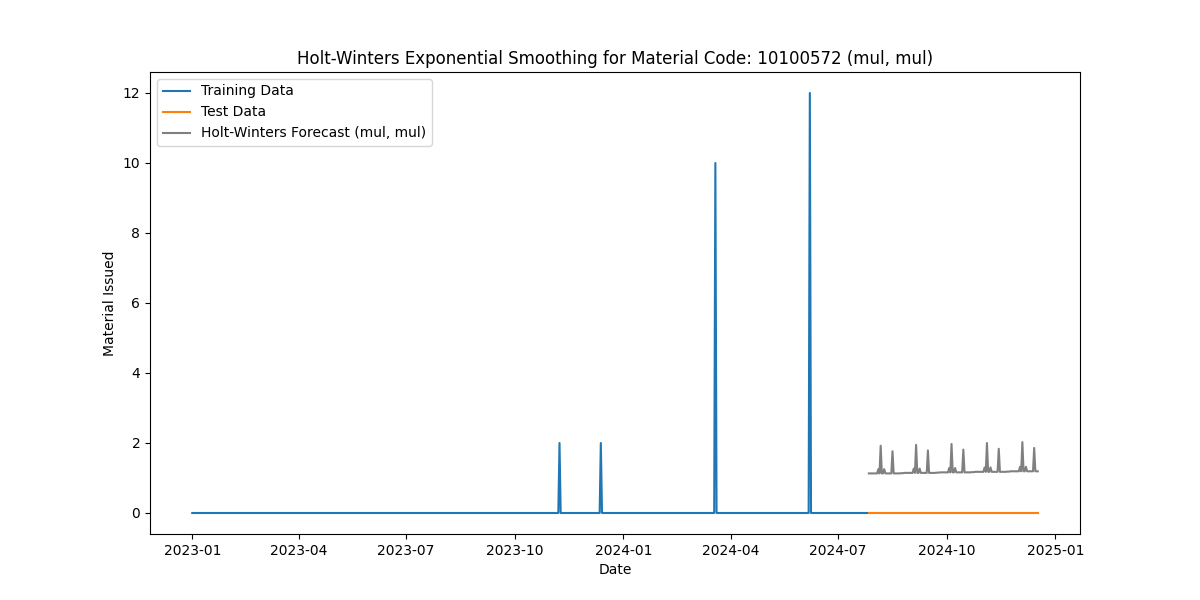 Holt-Winters Exponential Smoothing for Material Code: 10100572 (mul, mul)
Training Data
Test Data
Holt-Winters Forecast (mul, mul)
Material Issued
12
10
8
6
4
2
0
2023-01 2023-04 2023-07 2023-10 2024-01 2024-04 2024-07 2024-10 2025-01
Date